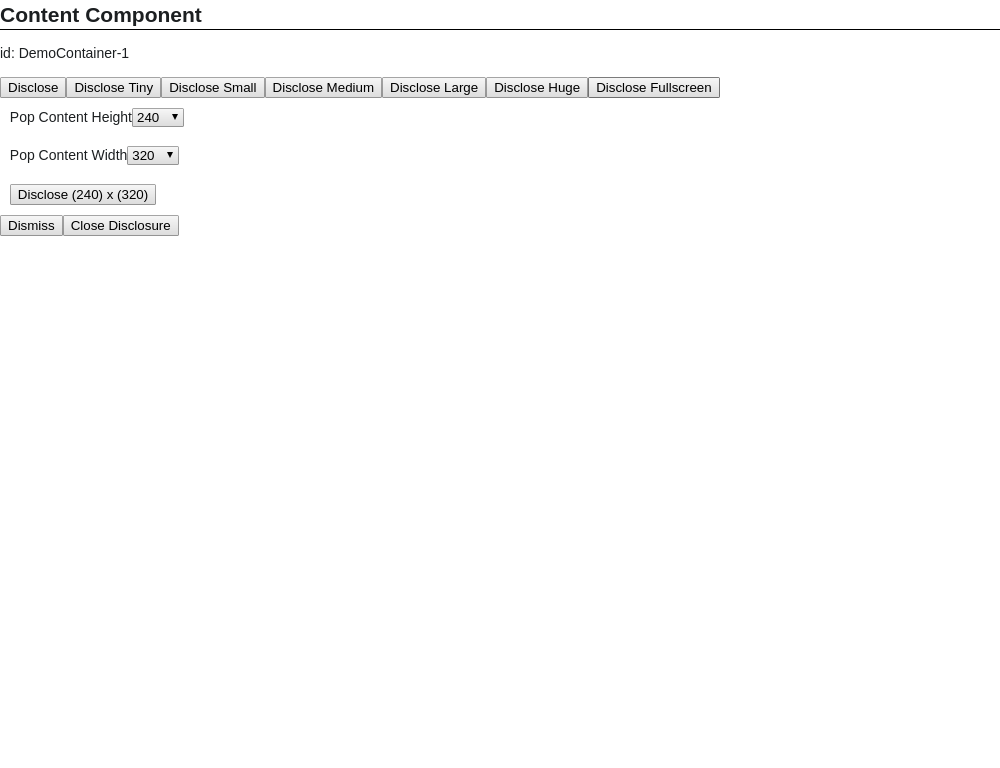 Content Component
id: DemoContainer-1
Disclose Disclose Tiny Disclose Small Disclose Medium Disclose Large Disclose Huge Disclose Fullscreen
Pop Content Height 240
Pop Content Width 320
Disclose (240) x (320)
Dismiss Close Disclosure